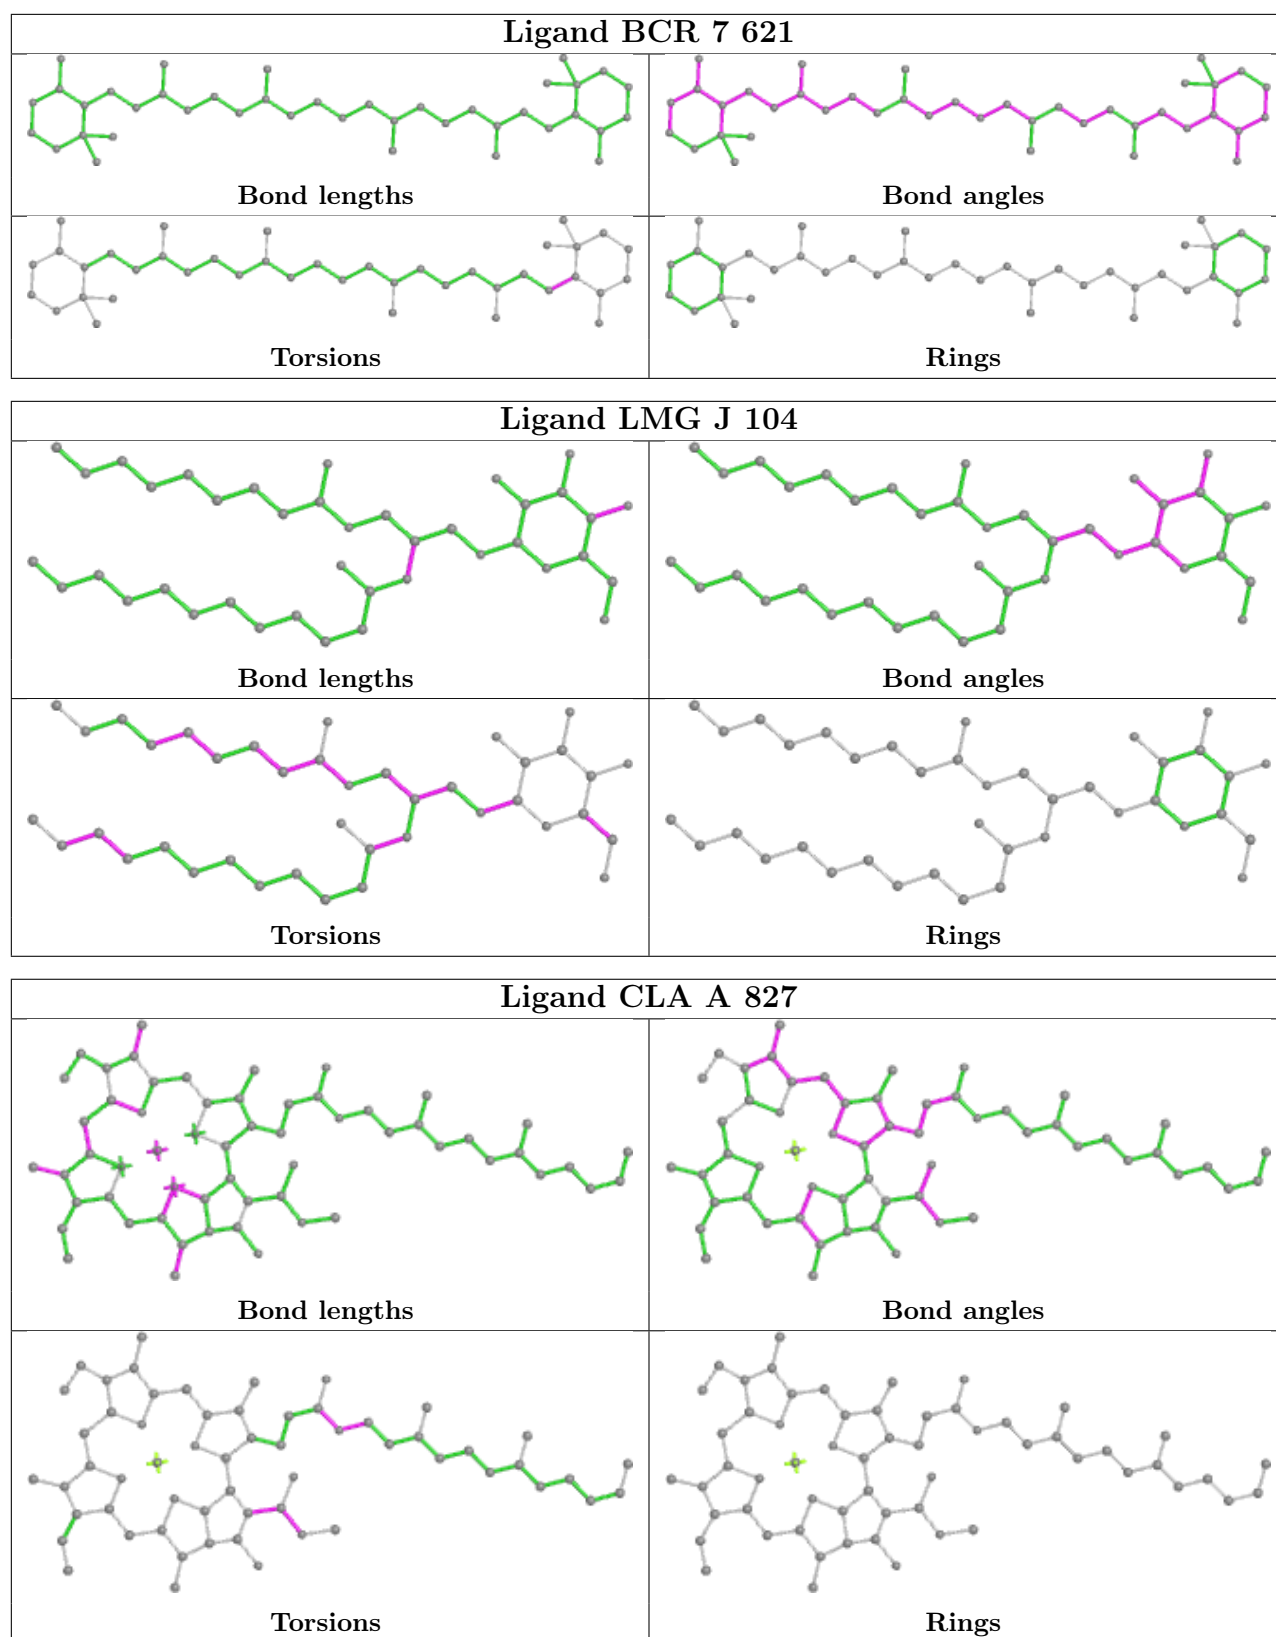 Ligand BCR 7 621
Bond lengths
Bond angles
Torsions
Rings
Ligand LMG J 104
Bond lengths
Bond angles
Torsions
Rings
Ligand CLA A 827
Bond lengths
Bond angles
Torsions
Rings